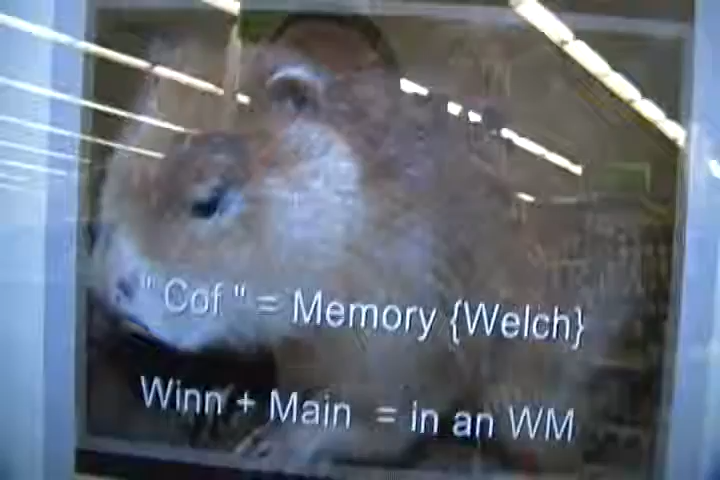 " Cof " = Memory {Welch}
Winn + Main = in an WM